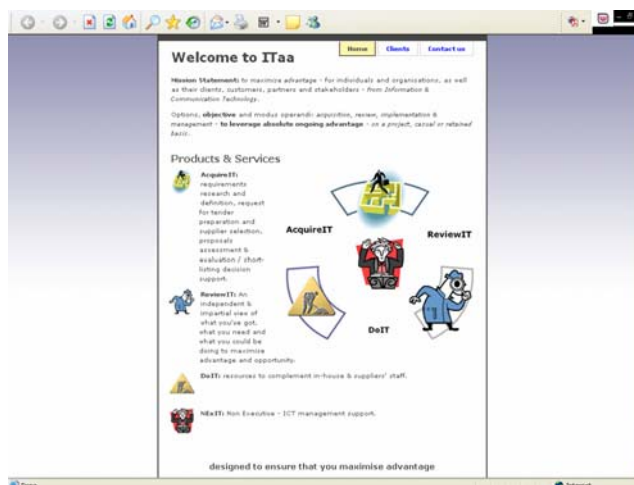 Welcome to ITaa
Home Clients Contact us
Mission Statement: to maximise advantage - for individuals and organisations, as well
as their clients, customers, partners and stakeholders - from Information &
Communication Technology.
Options, objective and modus operandi: acquisition, review, implementation &
management - to leverage absolute ongoing advantage - on a project, casual or retained
basis.
Products & Services
AcquireIT:
requirements
research and
definition, request
for tender
preparation and
supplier selection,
proposals
assessment &
evaluation / short-
listing decision
support.
ReviewIT: An
independent &
impartial view of
what you've got,
what you need and
what you could be
doing to maximise
advantage and opportunity.
DoIT: resources to complement in-house & suppliers' staff.
NExIT: Non Executive - ICT management support.
AcquireIT
ReviewIT
DoIT
designed to ensure that you maximise advantage
Internet